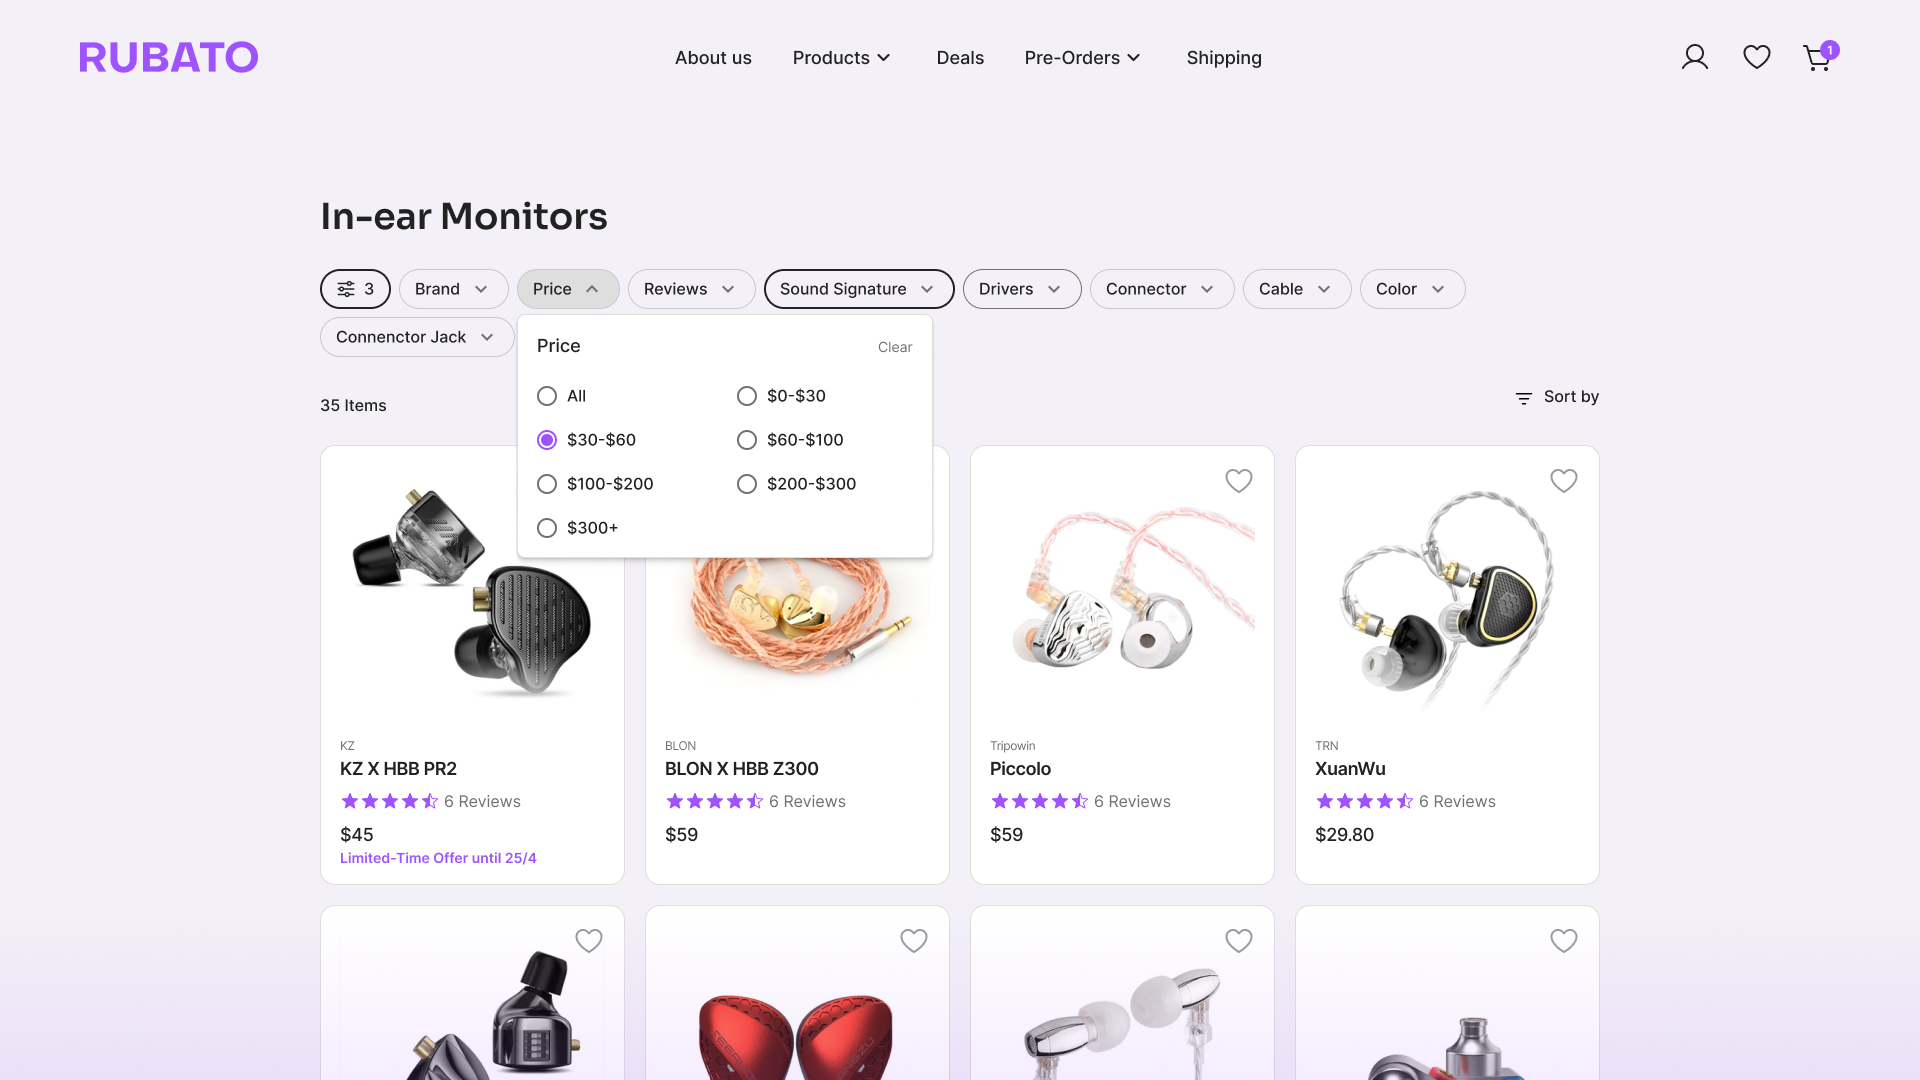 RUBATO
About us Products Deals Pre-Orders Shipping
1
In-ear Monitors
3 Brand Price Reviews Sound Signature Drivers Connector Cable Color
Connenctor Jack
Price Clear
All $0-$30
$30-$60 $60-$100
$100-$200 $200-$300
$300+
35 Items
Sort by
KZ
KZ X HBB PR2
6 Reviews
$45
Limited-Time Offer until 25/4
BLON
BLON X HBB Z300
6 Reviews
$59
Tripowin
Piccolo
6 Reviews
$59
TRN
XuanWu
6 Reviews
$29.80